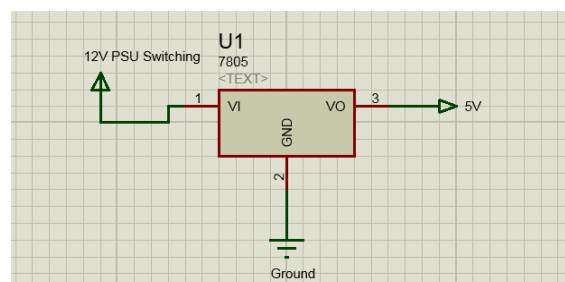 U1
12V PSU Switching
7805
<TEXT>
1
VI
VO
3
5V
GND
2
Ground